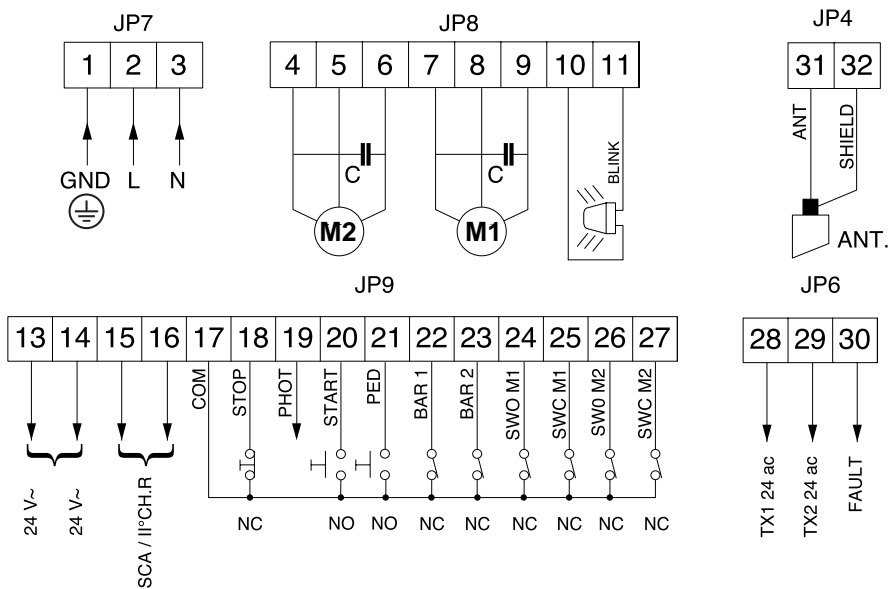 JP7
JP8
JP4
1 2 3
4 5 6 7 8 9 10 11
31 32
GND L N
C
C
BLINK
ANT
SHIELD
M2
M1
ANT.
JP9
JP6
13 14 15 16 17 18 19 20 21 22 23 24 25 26 27
28 29 30
COM
STOP
PHOT
START
PED
BAR 1
BAR 2
SWO M1
SWC M1
SW0 M2
SWC M2
24 V~
24 V~
SCA / II°CH.R
NC NO NO NC NC NC NC NC NC
TX1 24 ac
TX2 24 ac
FAULT